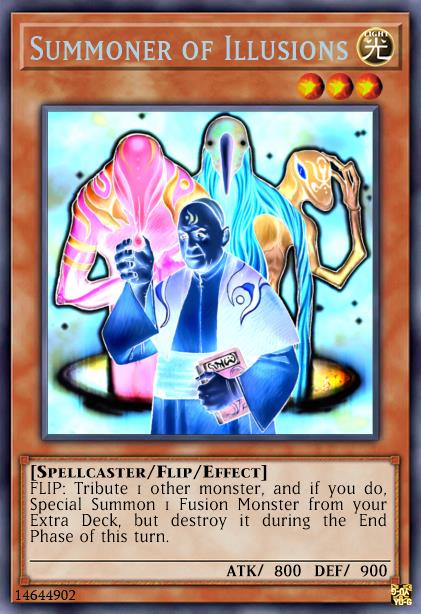 Summoner of Illusions
LIGHT
光
[Spellcaster/Flip/Effect]
FLIP: Tribute 1 other monster, and if you do,
Special Summon 1 Fusion Monster from your
Extra Deck, but destroy it during the End
Phase of this turn.
ATK/ 800 DEF/ 900
14644902